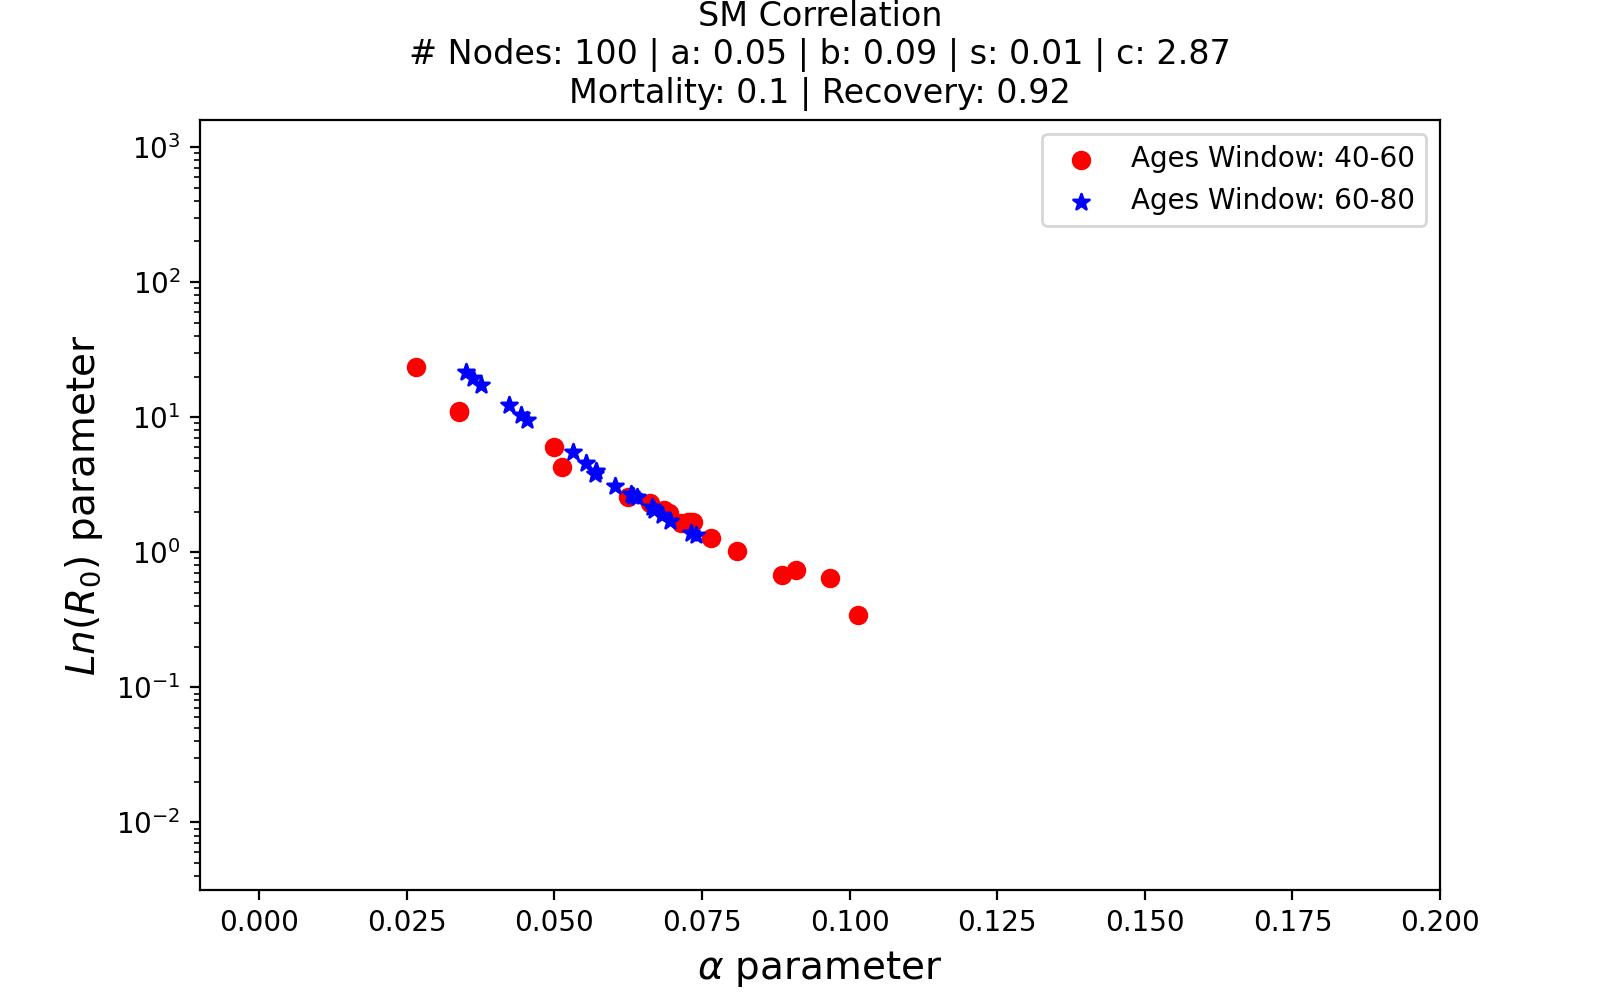 SM Correlation
# Nodes: 100 | a: 0.05 | b: 0.09 | s: 0.01 | c: 2.87
Mortality: 0.1 | Recovery: 0.92
Ages Window: 40-60
Ages Window: 60-80
10³
10²
10¹
10⁰
10⁻¹
10⁻²
Ln(R₀) parameter
0.000 0.025 0.050 0.075 0.100 0.125 0.150 0.175 0.200
α parameter